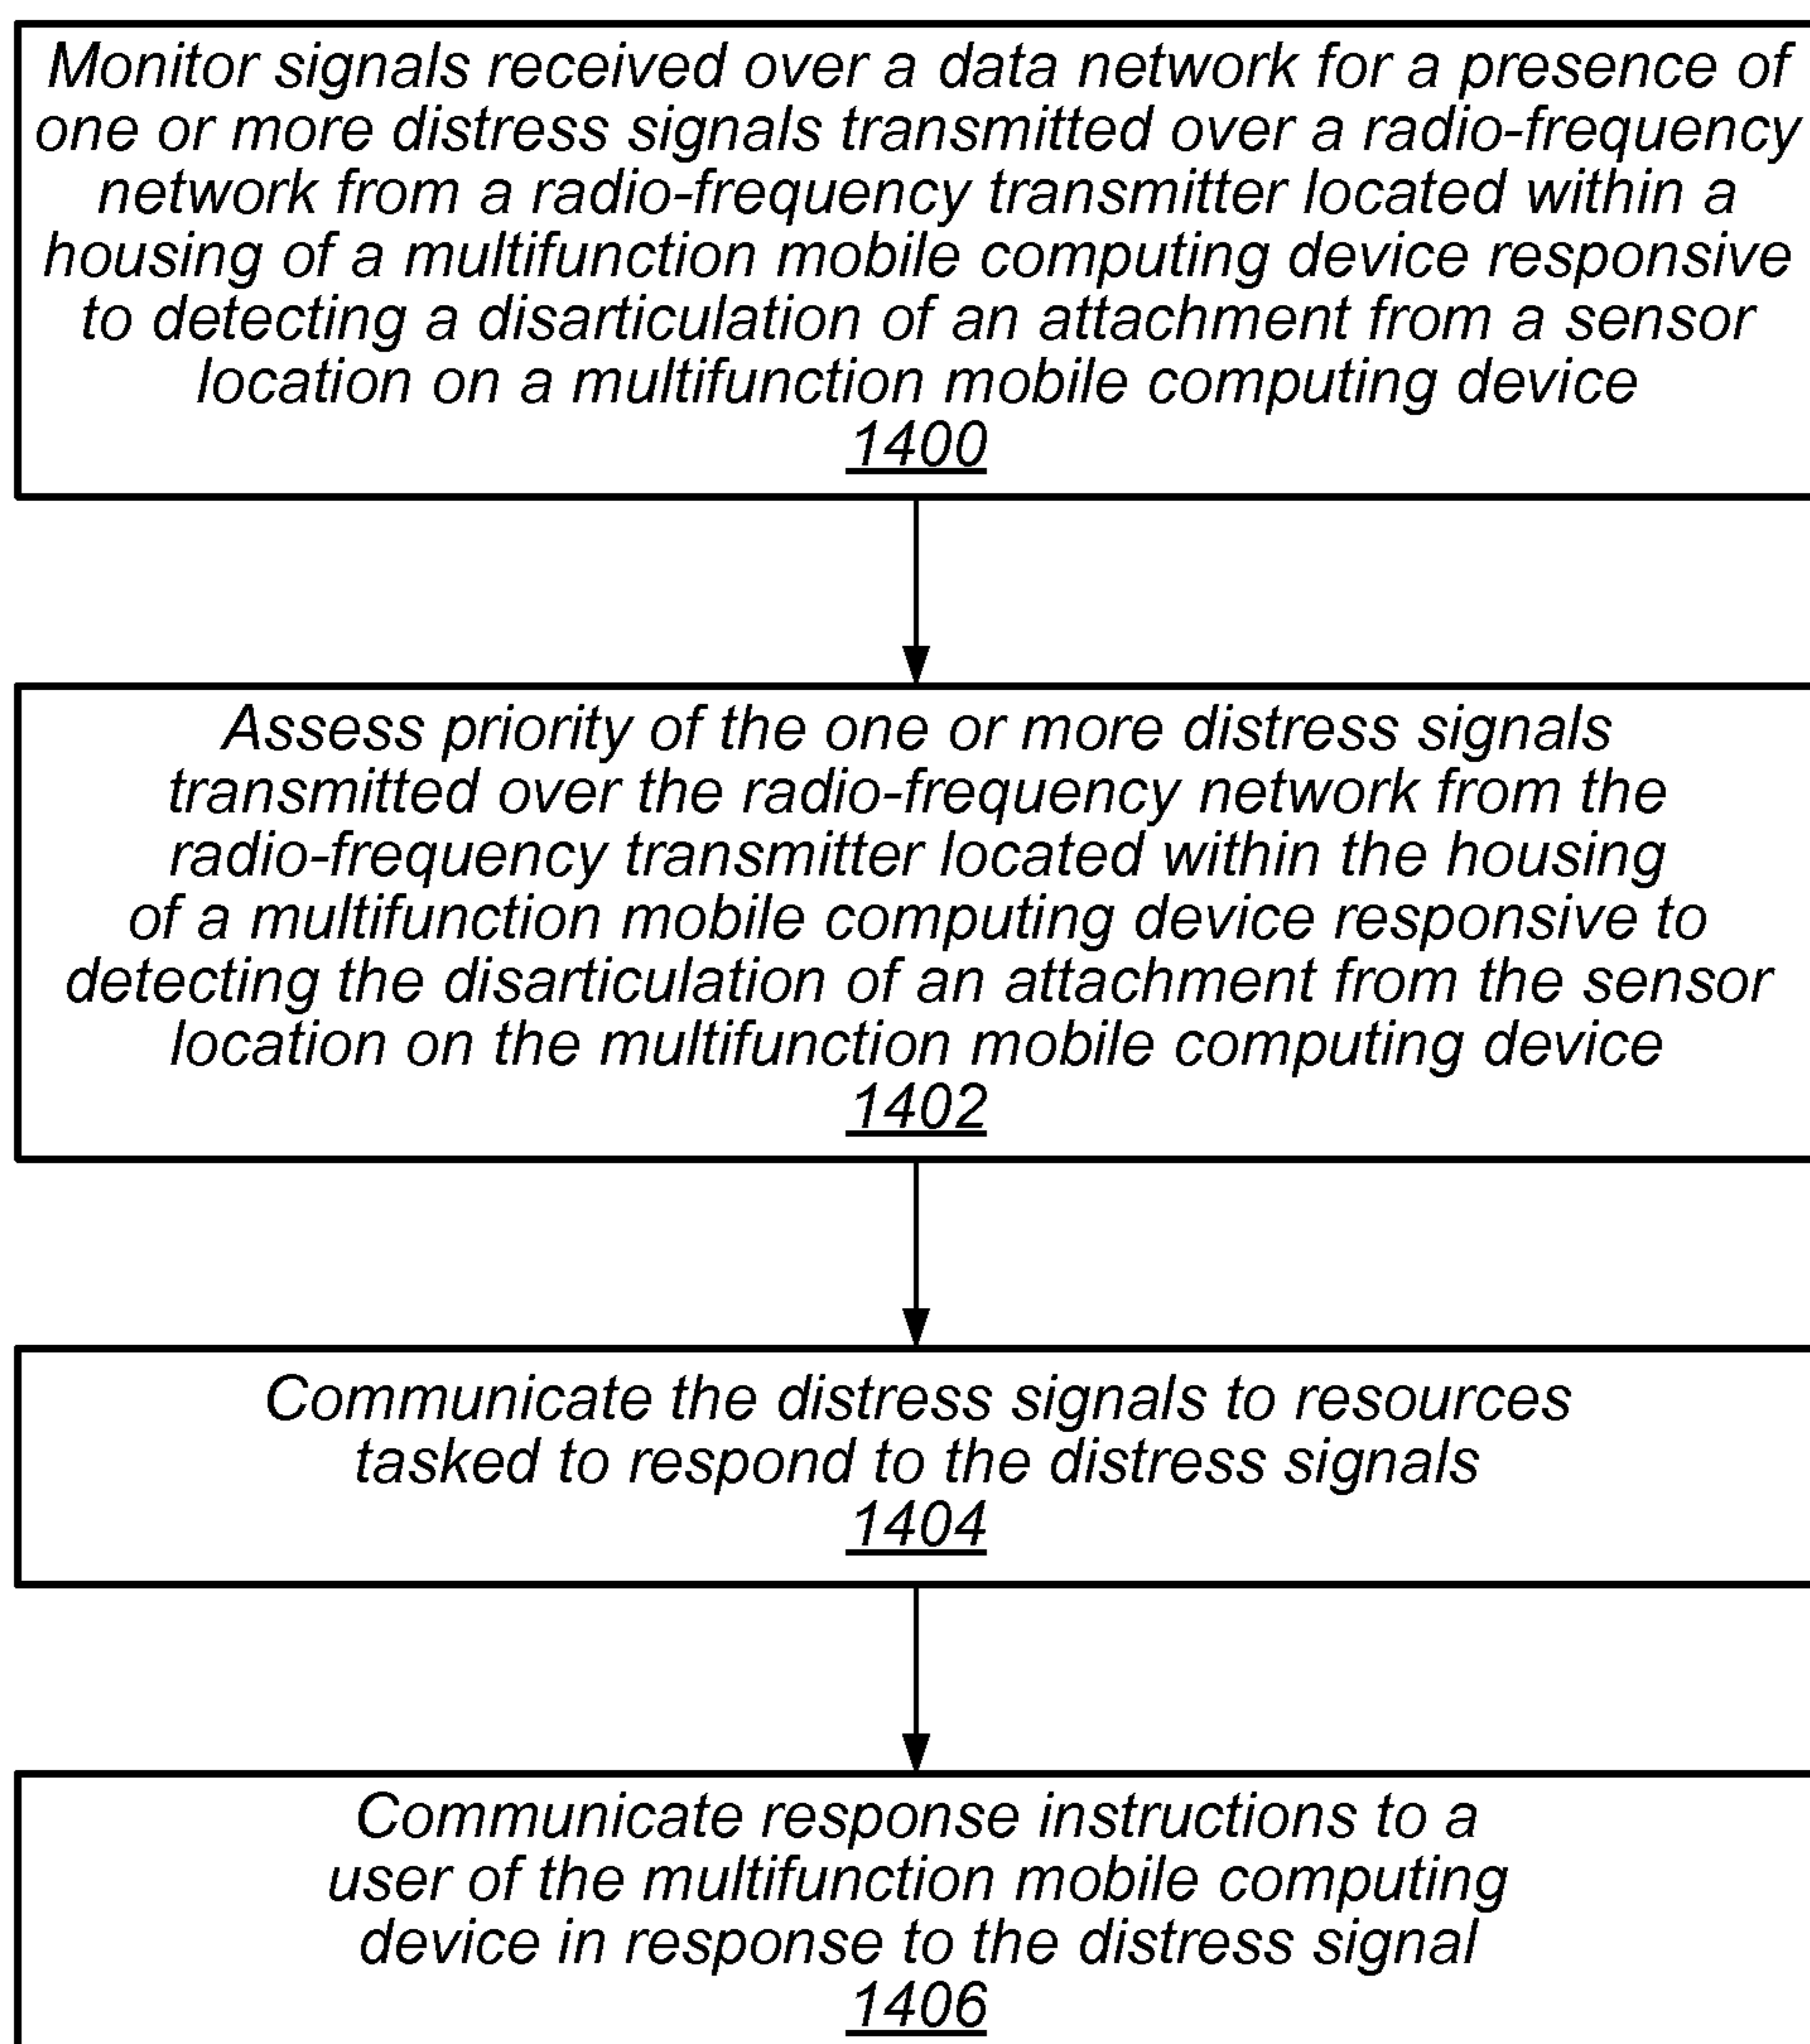 Monitor signals received over a data network for a presence of
one or more distress signals transmitted over a radio-frequency
network from a radio-frequency transmitter located within a
housing of a multifunction mobile computing device responsive
to detecting a disarticulation of an attachment from a sensor
location on a multifunction mobile computing device
1400
Assess priority of the one or more distress signals
transmitted over the radio-frequency network from the
radio-frequency transmitter located within the housing
of a multifunction mobile computing device responsive to
detecting the disarticulation of an attachment from the sensor
location on the multifunction mobile computing device
1402
Communicate the distress signals to resources
tasked to respond to the distress signals
1404
Communicate response instructions to a
user of the multifunction mobile computing
device in response to the distress signal
1406